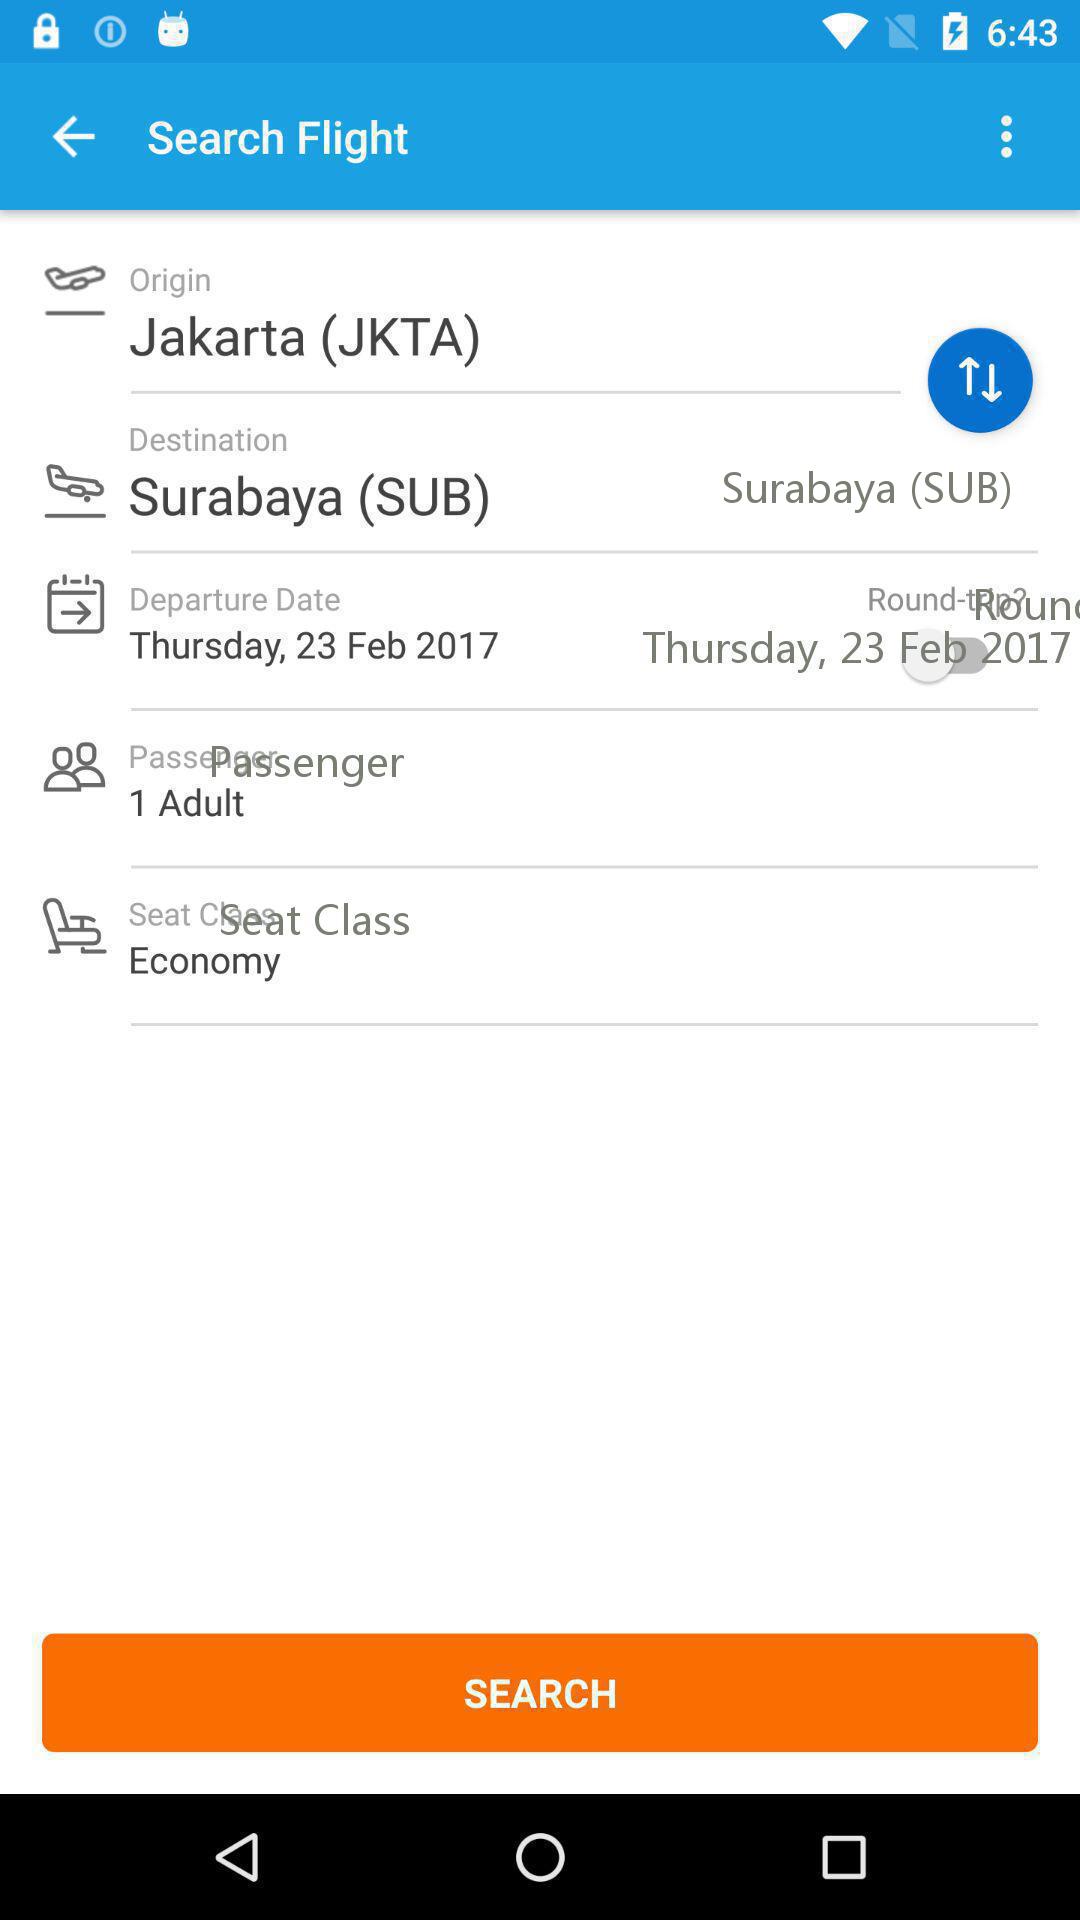 6:43
Search Flight
Origin
Jakarta (JKTA)
Destination
Surabaya (SUB) Surabaya (SUB)
Departure Date Round-trip? Round
Thursday, 23 Feb 2017 Thursday, 23 Feb 2017
Passenger Passenger
1 Adult
Seat Class Seat Class
Economy
SEARCH